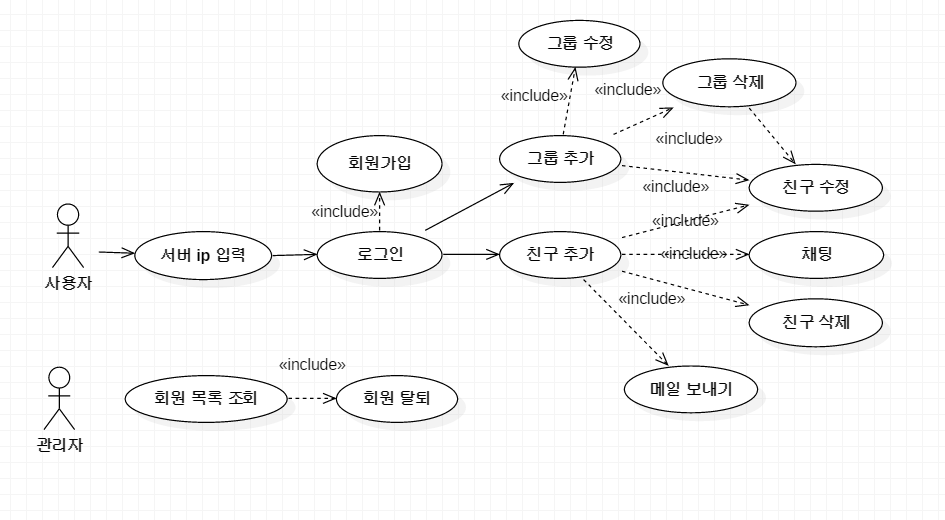 그룹 수정
그룹 삭제
«include»
«include»
«include»
그룹 추가
회원가입
친구 수정
«include»
«include»
«include»
사용자
서버 ip 입력
로그인
친구 추가
«include»
채팅
«include»
친구 삭제
«include»
관리자
회원 목록 조회
회원 탈퇴
메일 보내기